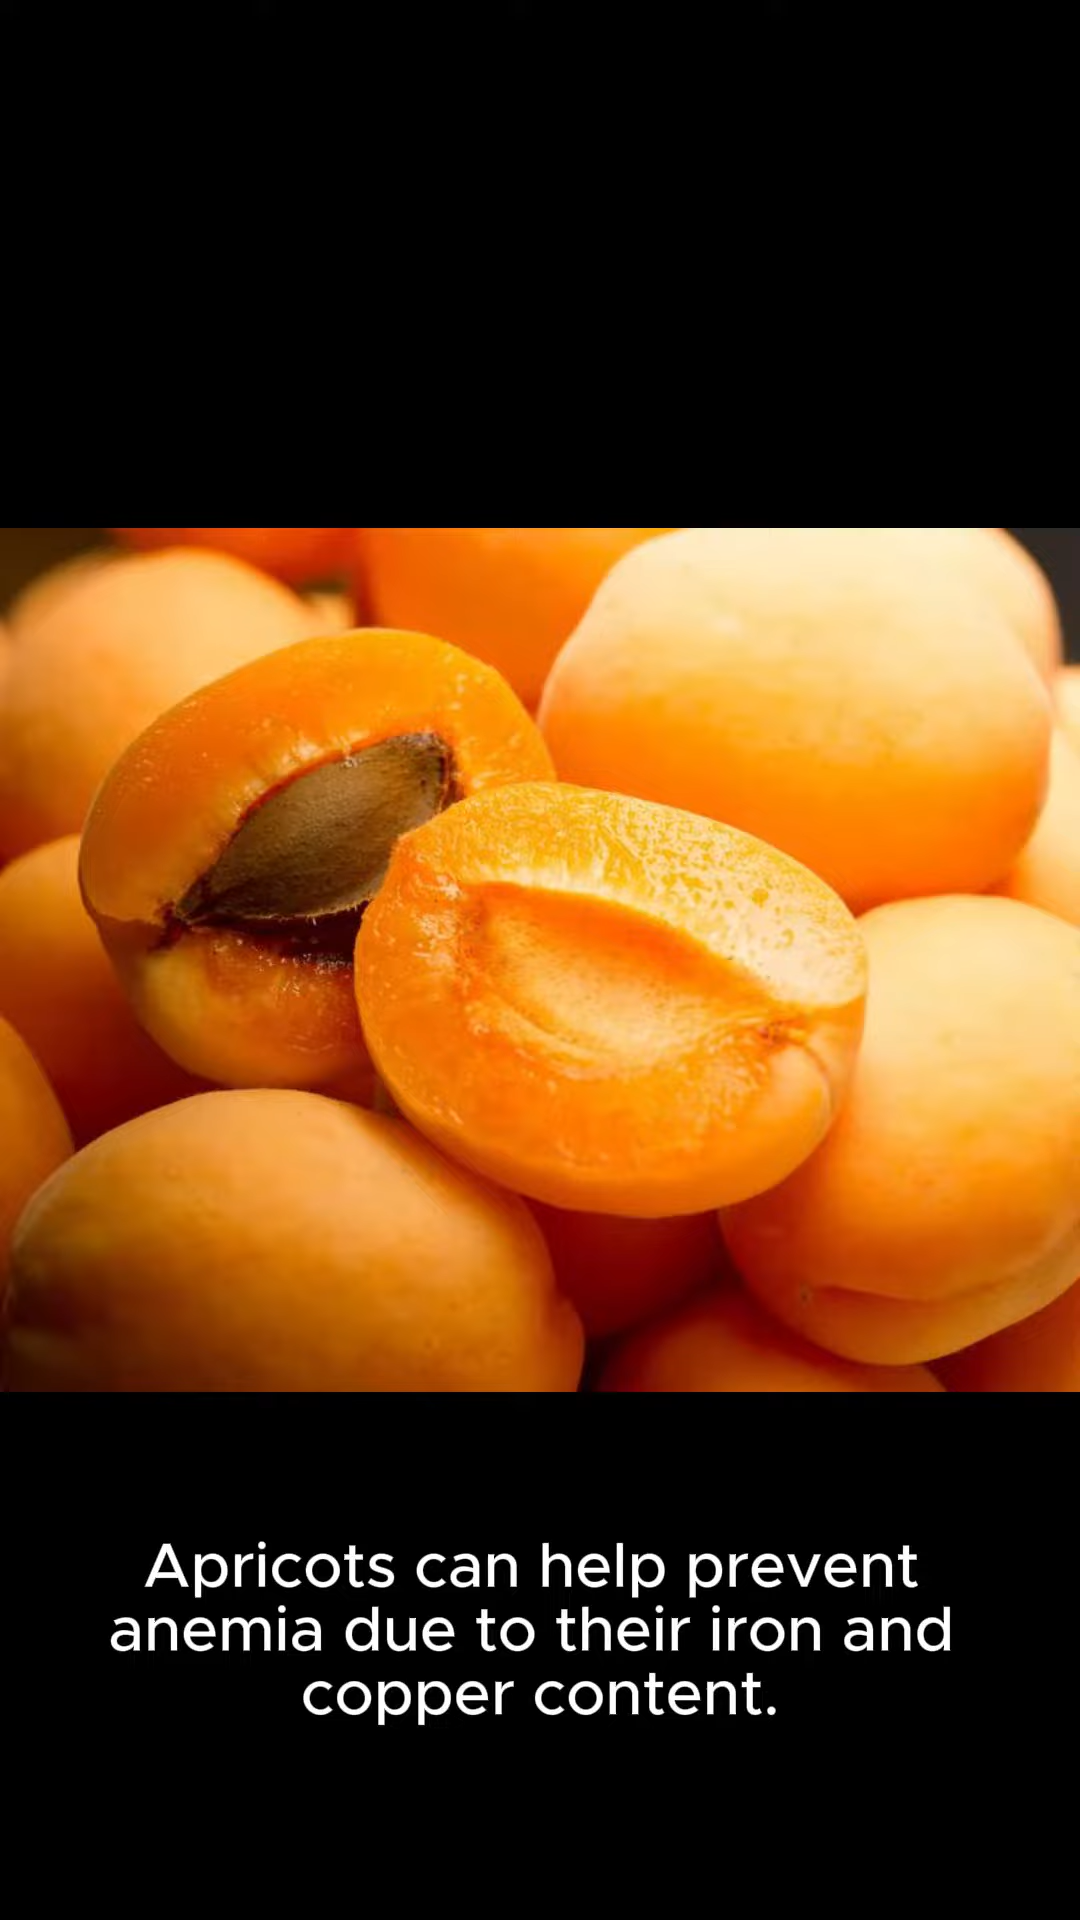 Apricots can help prevent
anemia due to their iron and
copper content.